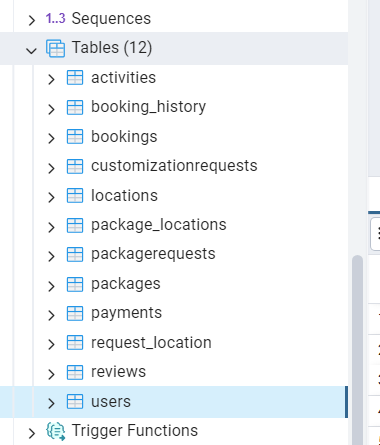 1..3 Sequences
Tables (12)
activities
booking_history
bookings
customizationrequests
locations
package_locations
packagerequests
packages
payments
request_location
reviews
users
Trigger Functions